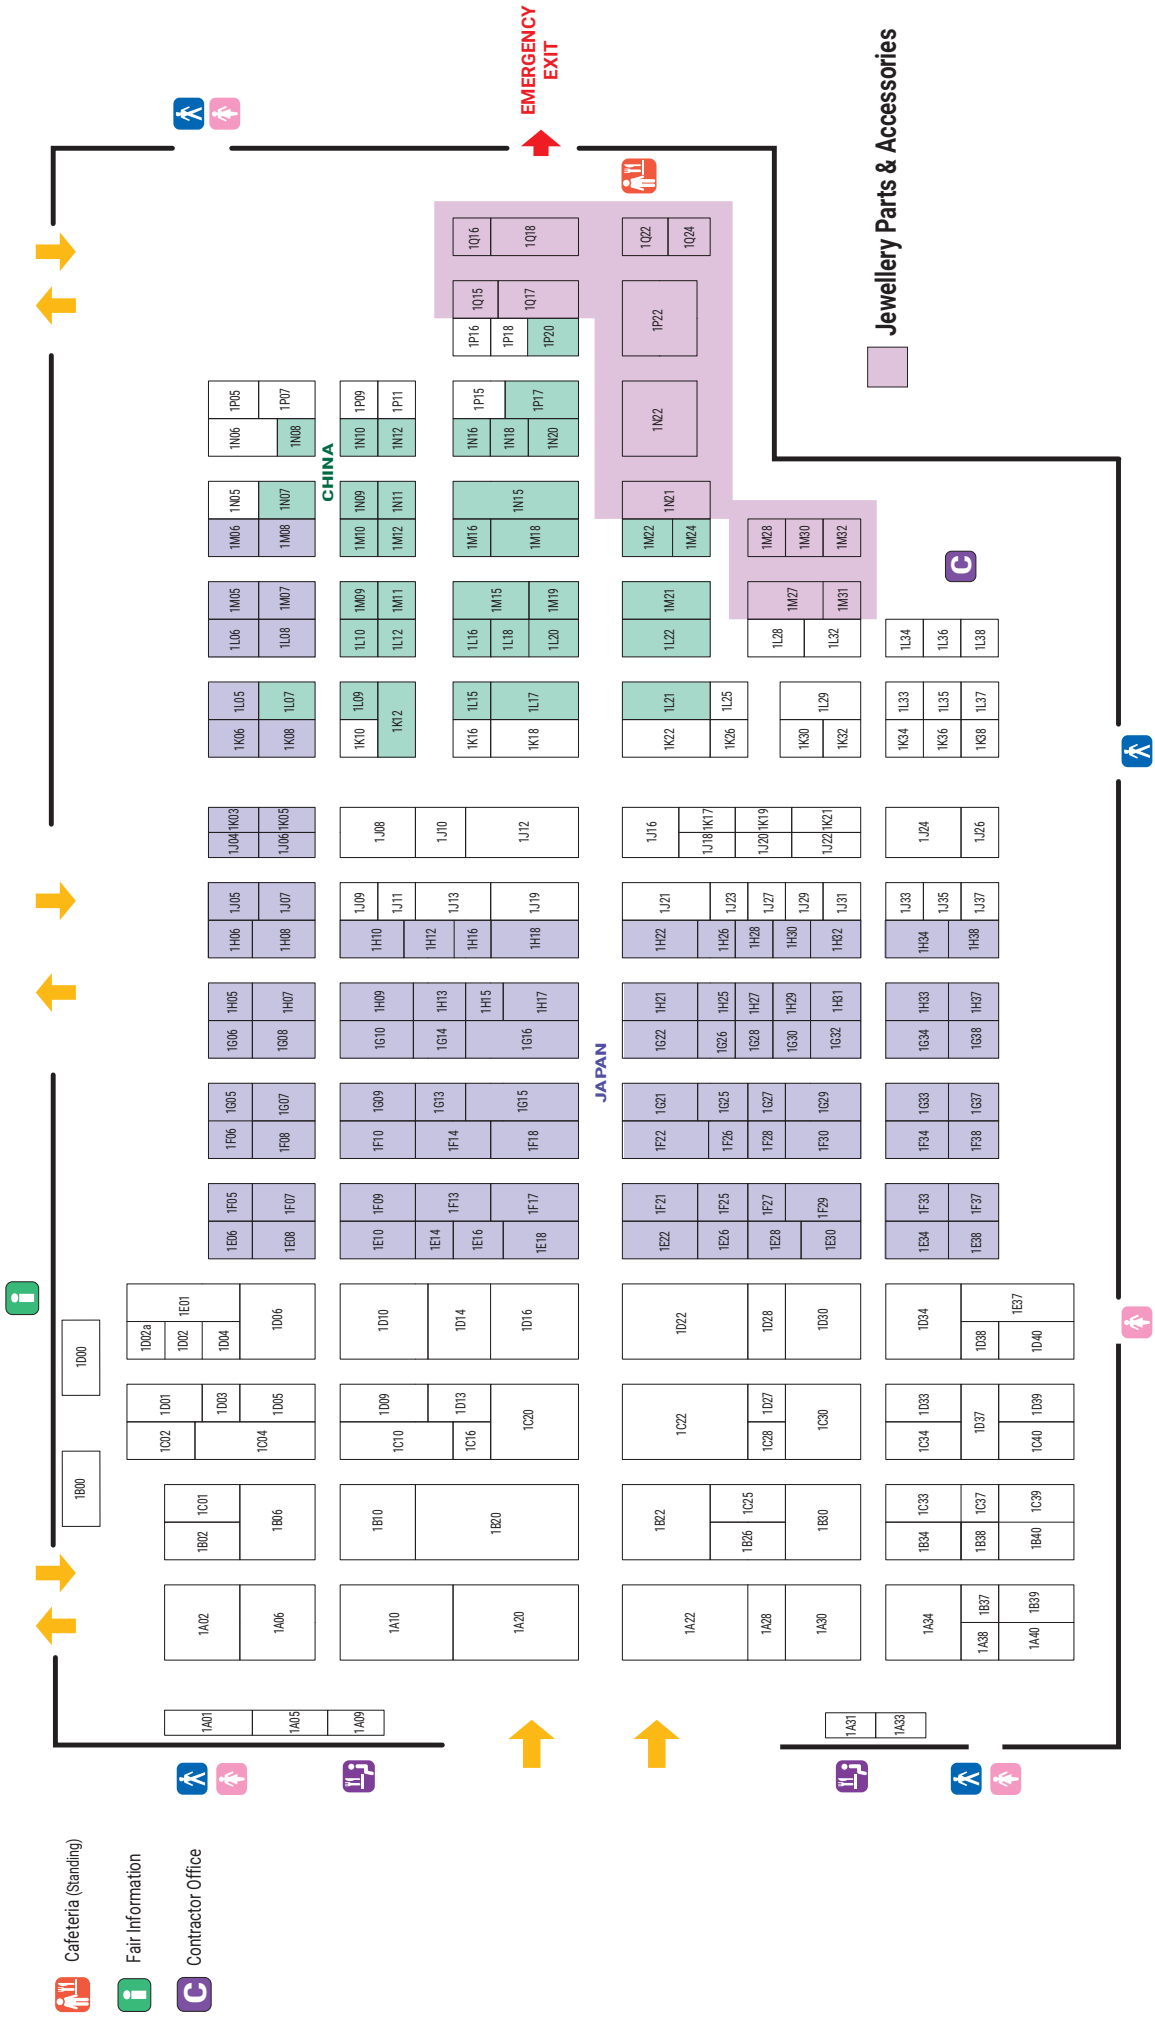 EMERGENCY
EXIT
Jewellery Parts & Accessories
1Q16
1Q18
1Q22
1Q24
1Q15
1Q17
1P22
1P16
1P18
1P20
1P05
1P07
1P09
1P11
1P15
1P17
1N22
1N06
1N08
1N10
1N12
1N16
1N18
1N20
CHINA
1N05
1N07
1N09
1N11
1N15
1N21
1M06
1M08
1M10
1M12
1M16
1M18
1M22
1M24
1M28
1M30
1M32
C
1M05
1M07
1M09
1M11
1M15
1M19
1M21
1M27
1M31
1L06
1L08
1L10
1L12
1L16
1L18
1L20
1L22
1L28
1L32
1L34
1L36
1L38
1L05
1L07
1L09
1K12
1L15
1L17
1L21
1L25
1L29
1L33
1L35
1L37
1K06
1K08
1K10
1K16
1K18
1K22
1K26
1K30
1K32
1K34
1K36
1K38
1K03
1K05
1J08
1J10
1J12
1J16
1K17
1K19
1K21
1J24
1J26
1J04
1J06
1J18
1J20
1J22
1J05
1J07
1J09
1J11
1J13
1J19
1J21
1J23
1J27
1J29
1J31
1J33
1J35
1J37
1H06
1H08
1H10
1H12
1H16
1H18
1H22
1H26
1H28
1H30
1H32
1H34
1H38
1H05
1H07
1H09
1H13
1H15
1H17
1H21
1H25
1H27
1H29
1H31
1H33
1H37
1G06
1G08
1G10
1G14
1G16
1G22
1G26
1G28
1G30
1G32
1G34
1G38
JAPAN
1G05
1G07
1G09
1G13
1G15
1G21
1G25
1G27
1G29
1G33
1G37
1F06
1F08
1F10
1F14
1F18
1F22
1F26
1F28
1F30
1F34
1F38
1F05
1F07
1F09
1F13
1F17
1F21
1F25
1F27
1F29
1F33
1F37
1E06
1E08
1E10
1E14
1E16
1E18
1E22
1E26
1E28
1E30
1E34
1E38
i
1D00
1E01
1D02a
1D02
1D04
1D06
1D10
1D14
1D16
1D22
1D28
1D30
1D34
1E37
1D38
1D40
1D01
1D03
1D05
1D09
1D13
1C20
1C22
1D27
1C30
1D33
1D37
1D39
1C02
1C04
1C10
1C16
1C28
1C34
1C40
1B00
1C01
1B02
1B06
1B10
1B20
1B22
1C25
1B26
1B30
1C33
1C37
1C39
1B34
1B38
1B40
1A02
1A06
1A10
1A20
1A22
1A28
1A30
1A34
1B37
1B39
1A38
1A40
1A01
1A05
1A09
1A31
1A33
Cafeteria (Standing)
i
Fair Information
C
Contractor Office